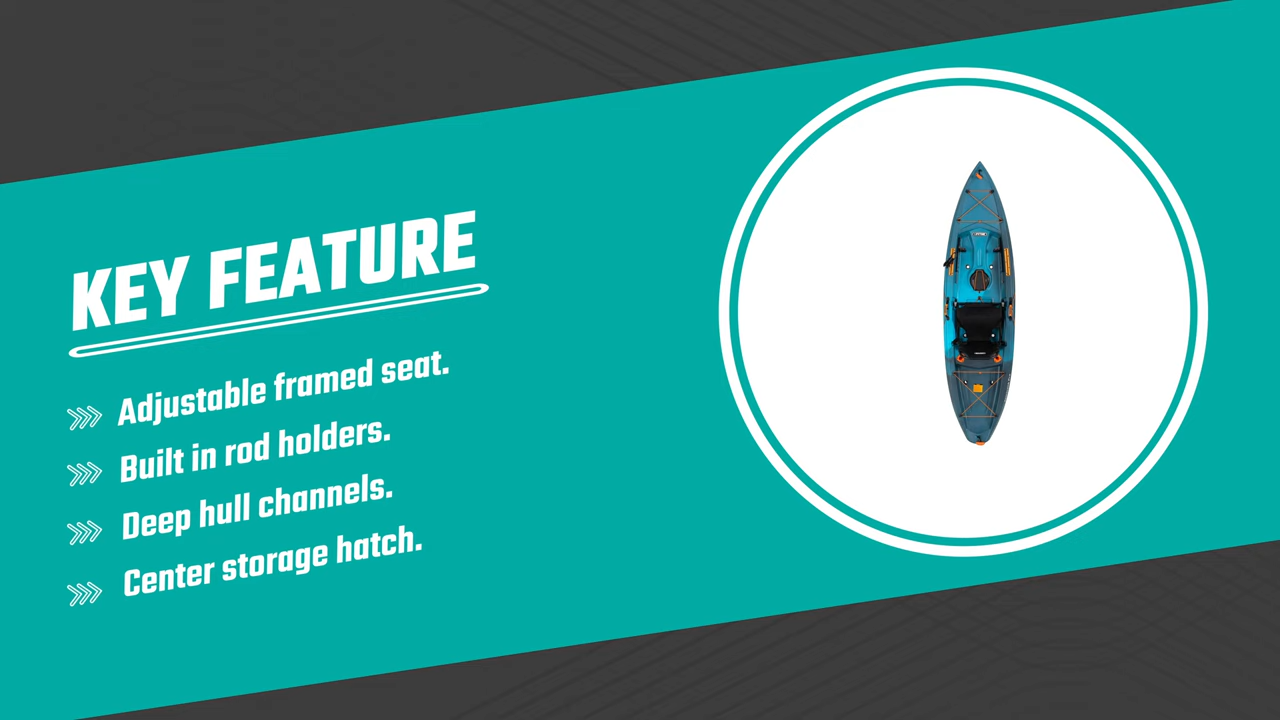 KEY FEATURE
Adjustable framed seat.
Built in rod holders.
Deep hull channels.
Center storage hatch.